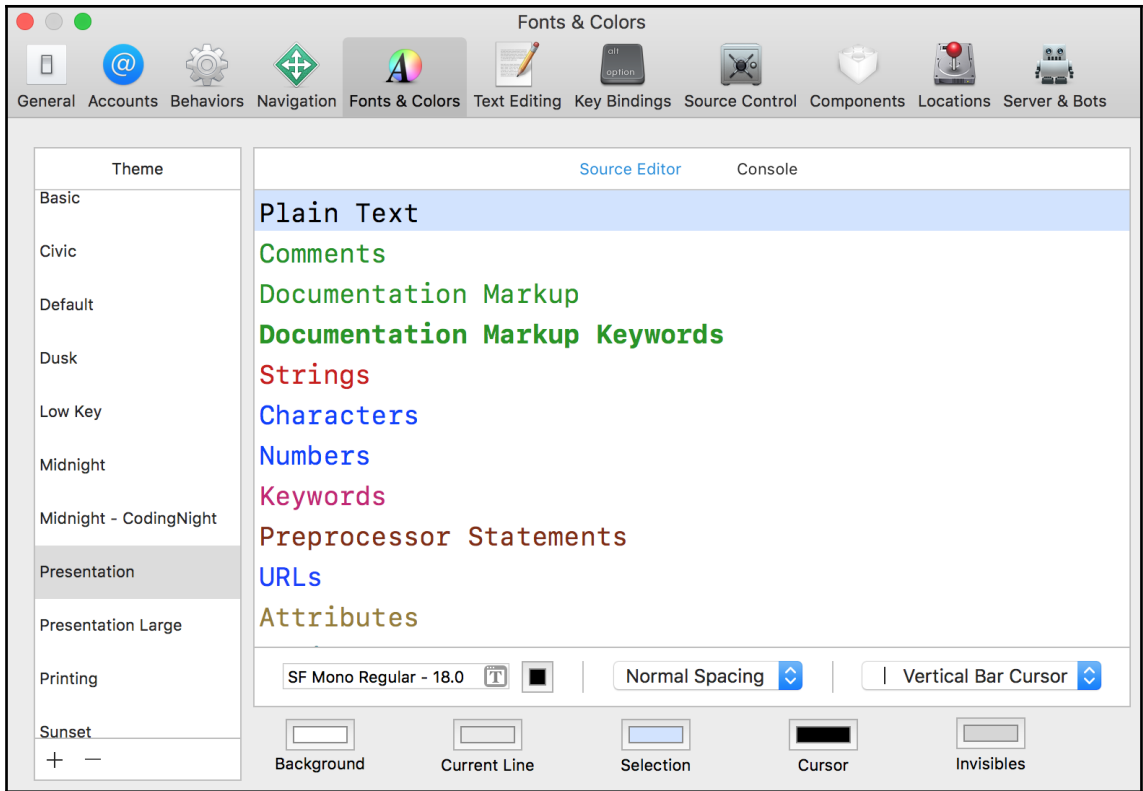 Fonts & Colors
@
alt
option
General Accounts Behaviors Navigation Fonts & Colors Text Editing Key Bindings Source Control Components Locations Server & Bots
Theme
Basic
Civic
Default
Dusk
Low Key
Midnight
Midnight - CodingNight
Presentation
Presentation Large
Printing
Sunset
+ −
Source Editor Console
Plain Text
Comments
Documentation Markup
Documentation Markup Keywords
Strings
Characters
Numbers
Keywords
Preprocessor Statements
URLs
Attributes
SF Mono Regular - 18.0 T Normal Spacing | Vertical Bar Cursor
Background Current Line Selection Cursor Invisibles